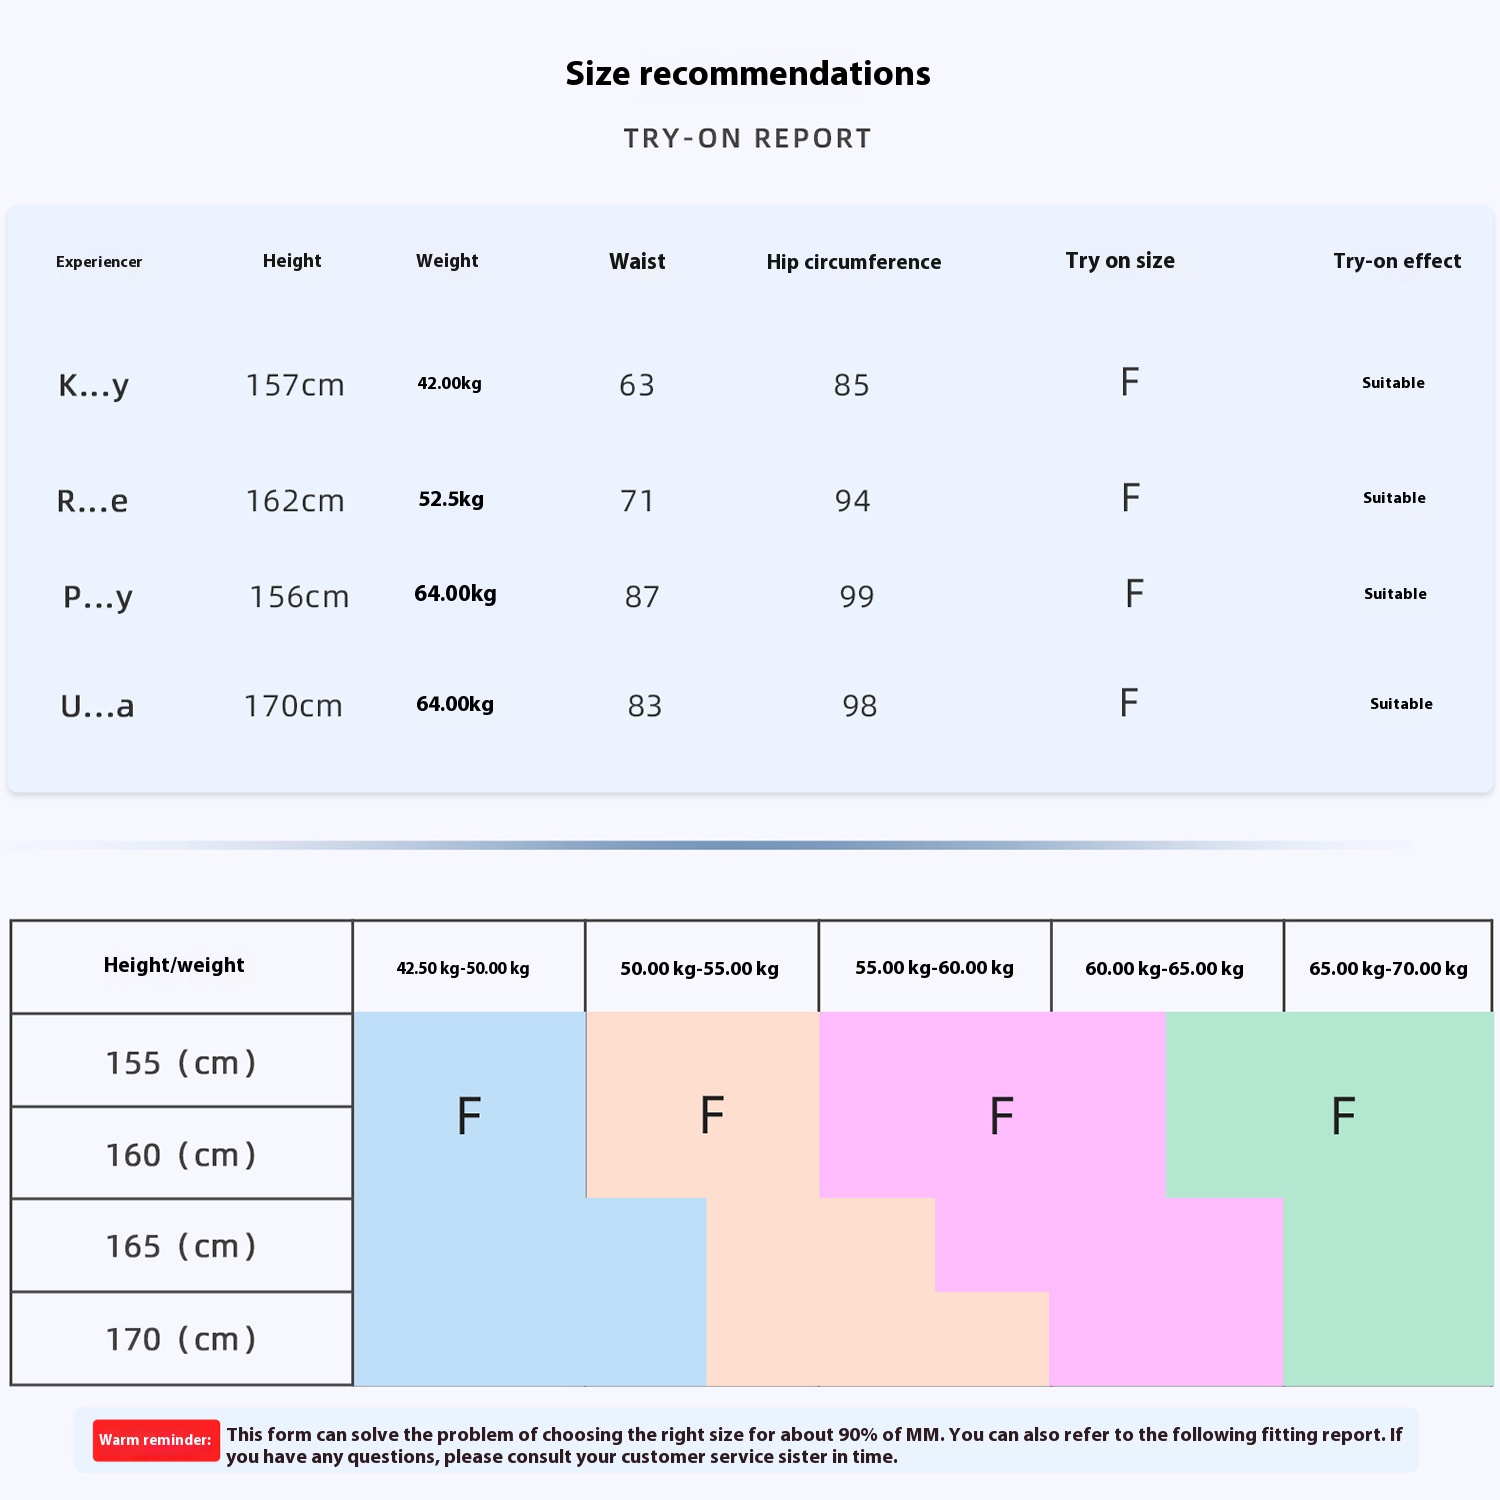 Size recommendations
TRY-ON REPORT
Experiencer Height Weight Waist Hip circumference Try on size Try-on effect
K...y 157cm 42.00kg 63 85 F Suitable
R...e 162cm 52.5kg 71 94 F Suitable
P...y 156cm 64.00kg 87 99 F Suitable
U...a 170cm 64.00kg 83 98 F Suitable
Height/weight 42.50 kg-50.00 kg 50.00 kg-55.00 kg 55.00 kg-60.00 kg 60.00 kg-65.00 kg 65.00 kg-70.00 kg
155 (cm)
F F F F
160 (cm)
165 (cm)
170 (cm)
Warm reminder: This form can solve the problem of choosing the right size for about 90% of MM. You can also refer to the following fitting report. If
you have any questions, please consult your customer service sister in time.